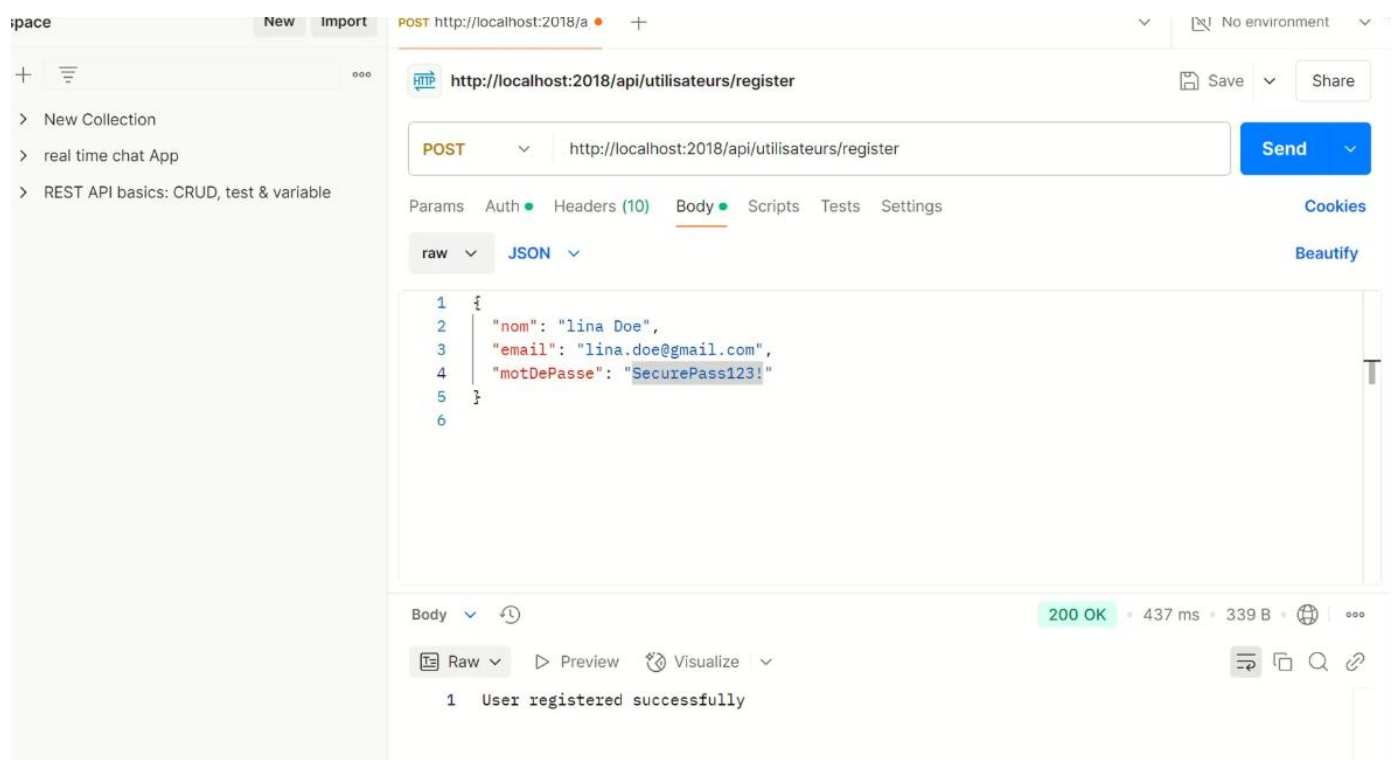 space New Import POST http://localhost:2018/a + No environment
+ ooo
HTTP http://localhost:2018/api/utilisateurs/register Save Share
> New Collection
> real time chat App
> REST API basics: CRUD, test & variable
POST http://localhost:2018/api/utilisateurs/register Send
Params Auth Headers (10) Body Scripts Tests Settings Cookies
raw JSON Beautify
1 {
2 "nom": "lina Doe",
3 "email": "lina.doe@gmail.com",
4 "motDePasse": "SecurePass123!"
5 }
6
T
Body 200 OK • 437 ms • 339 B • ooo
Raw Preview Visualize
1 User registered successfully